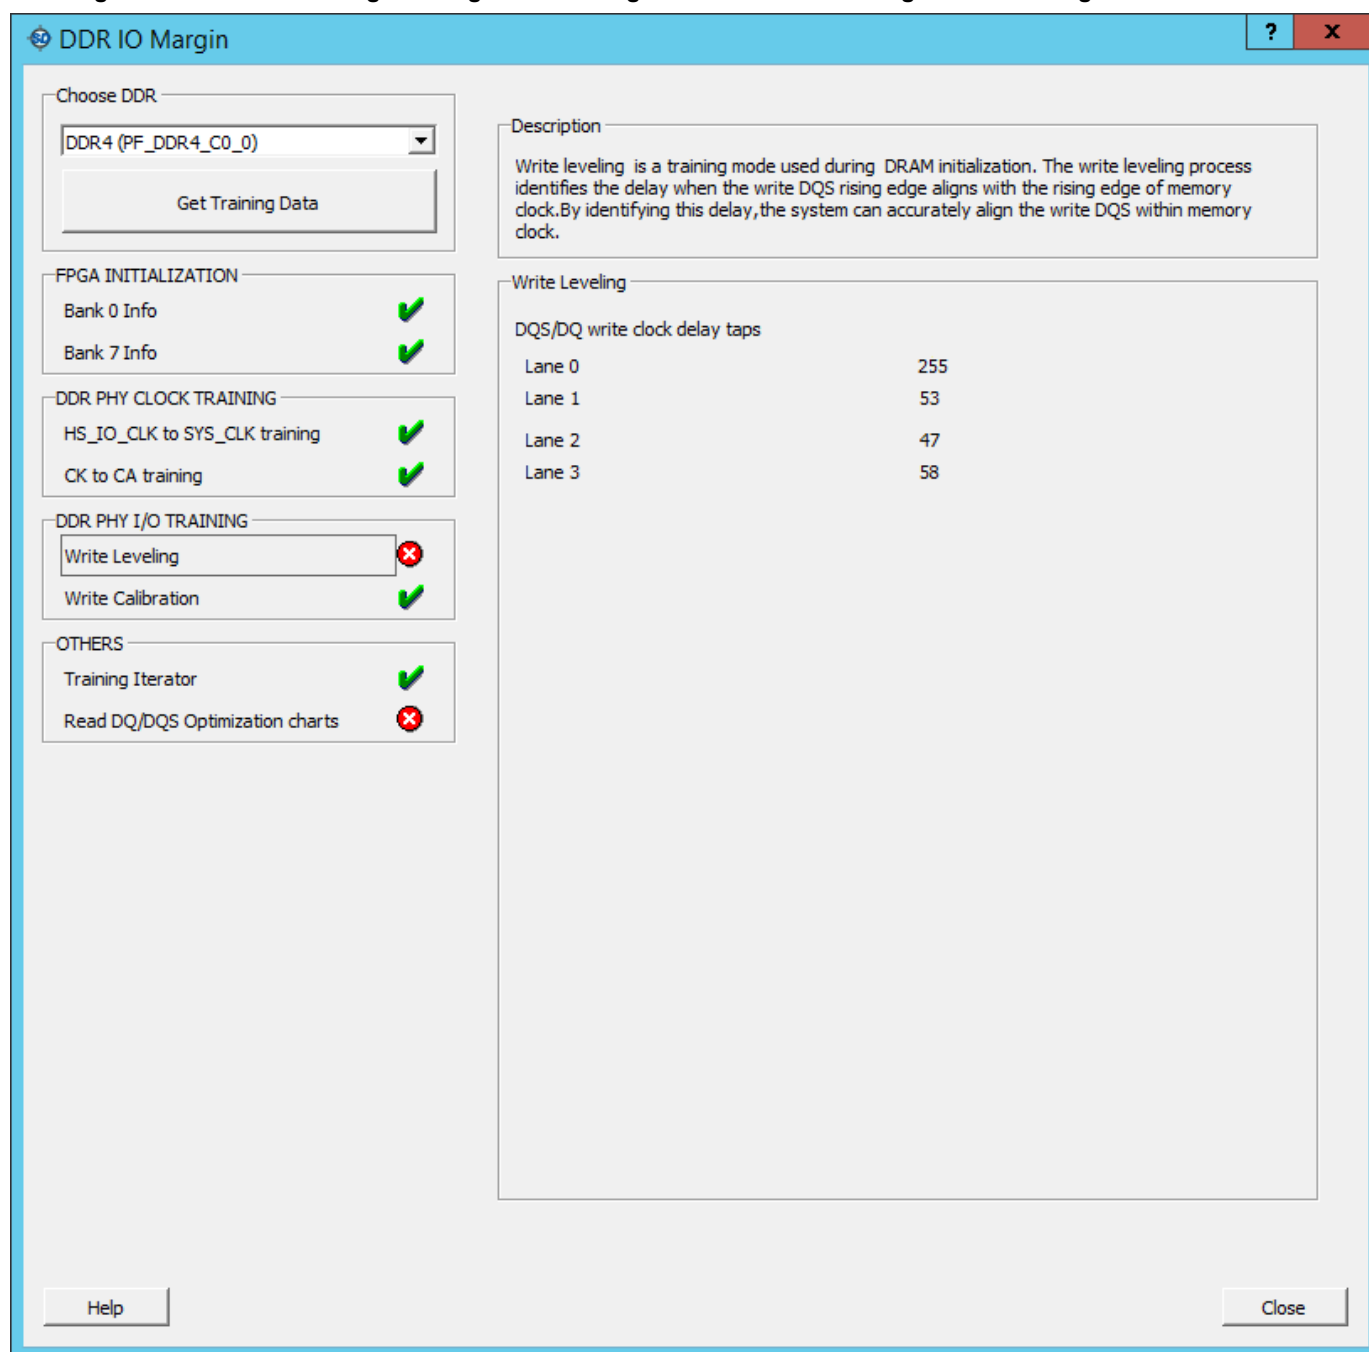 DDR IO Margin
?
X
Choose DDR
DDR4 (PF_DDR4_C0_0)
Get Training Data
FPGA INITIALIZATION
Bank 0 Info
Bank 7 Info
DDR PHY CLOCK TRAINING
HS_IO_CLK to SYS_CLK training
CK to CA training
DDR PHY I/O TRAINING
Write Leveling
Write Calibration
OTHERS
Training Iterator
Read DQ/DQS Optimization charts
Description
Write leveling is a training mode used during DRAM initialization. The write leveling process
identifies the delay when the write DQS rising edge aligns with the rising edge of memory
clock.By identifying this delay,the system can accurately align the write DQS within memory
clock.
Write Leveling
DQS/DQ write clock delay taps
Lane 0 255
Lane 1 53
Lane 2 47
Lane 3 58
Help
Close